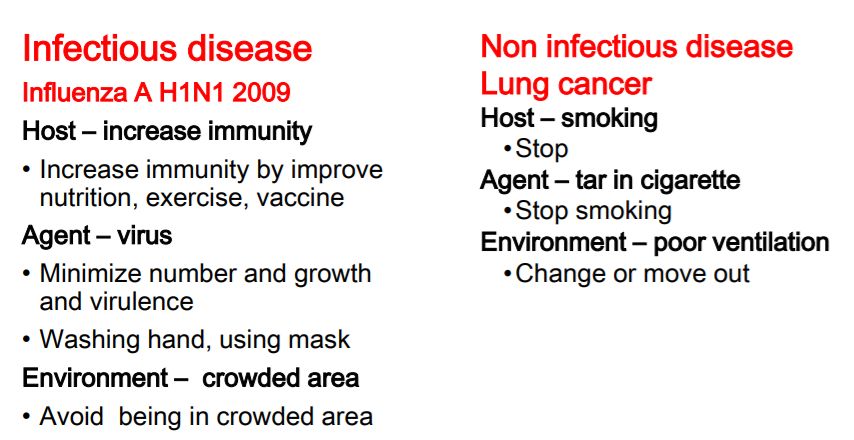 Infectious disease
Influenza A H1N1 2009
Host – increase immunity
• Increase immunity by improve
nutrition, exercise, vaccine
Agent – virus
• Minimize number and growth
and virulence
• Washing hand, using mask
Environment –  crowded area
• Avoid  being in crowded area
Non infectious disease
Lung cancer
Host – smoking
•Stop
Agent – tar in cigarette
•Stop smoking
Environment – poor ventilation
•Change or move out